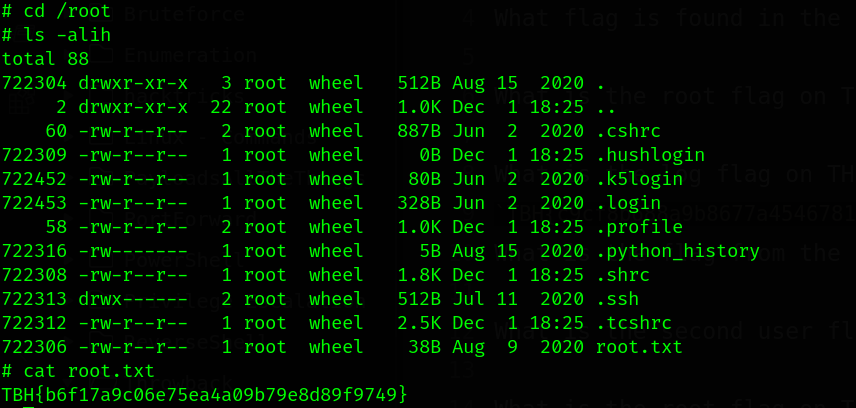 # cd /root
# ls -alih
total 88
722304 drwxr-xr-x   3 root  wheel   512B Aug 15  2020 .
     2 drwxr-xr-x  22 root  wheel   1.0K Dec  1 18:25 ..
    60 -rw-r--r--   2 root  wheel   887B Jun  2  2020 .cshrc
722309 -rw-r--r--   1 root  wheel     0B Dec  1 18:25 .hushlogin
722452 -rw-r--r--   1 root  wheel    80B Jun  2  2020 .k5login
722453 -rw-r--r--   1 root  wheel   328B Jun  2  2020 .login
    58 -rw-r--r--   2 root  wheel   1.0K Dec  1 18:25 .profile
722316 -rw-------   1 root  wheel     5B Aug 15  2020 .python_history
722308 -rw-r--r--   1 root  wheel   1.8K Dec  1 18:25 .shrc
722313 drwx------   2 root  wheel   512B Jul 11  2020 .ssh
722312 -rw-r--r--   1 root  wheel   2.5K Dec  1 18:25 .tcshrc
722306 -rw-r--r--   1 root  wheel    38B Aug  9  2020 root.txt
# cat root.txt
TBH{b6f17a9c06e75ea4a09b79e8d89f9749}
Bruteforce
Enumeration
What flag is found in the
the root flag on T
flag on TH
om the
econd user fl
What is the root flag on T